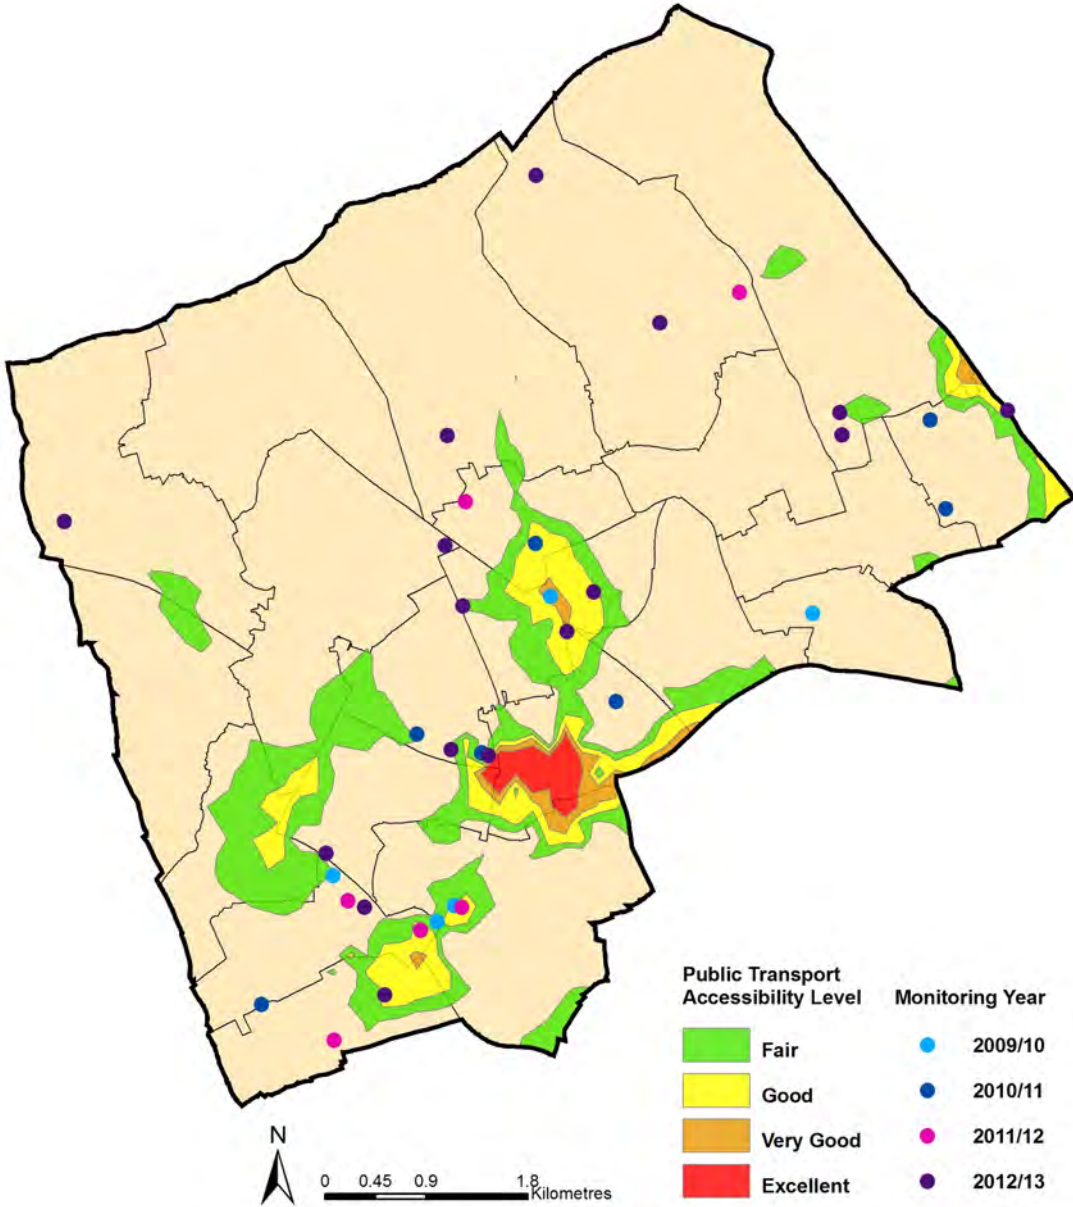 Public Transport
Accessibility Level
Monitoring Year
Fair
2009/10
Good
2010/11
Very Good
2011/12
Excellent
2012/13
N
0 0.45 0.9 1.8
Kilometres